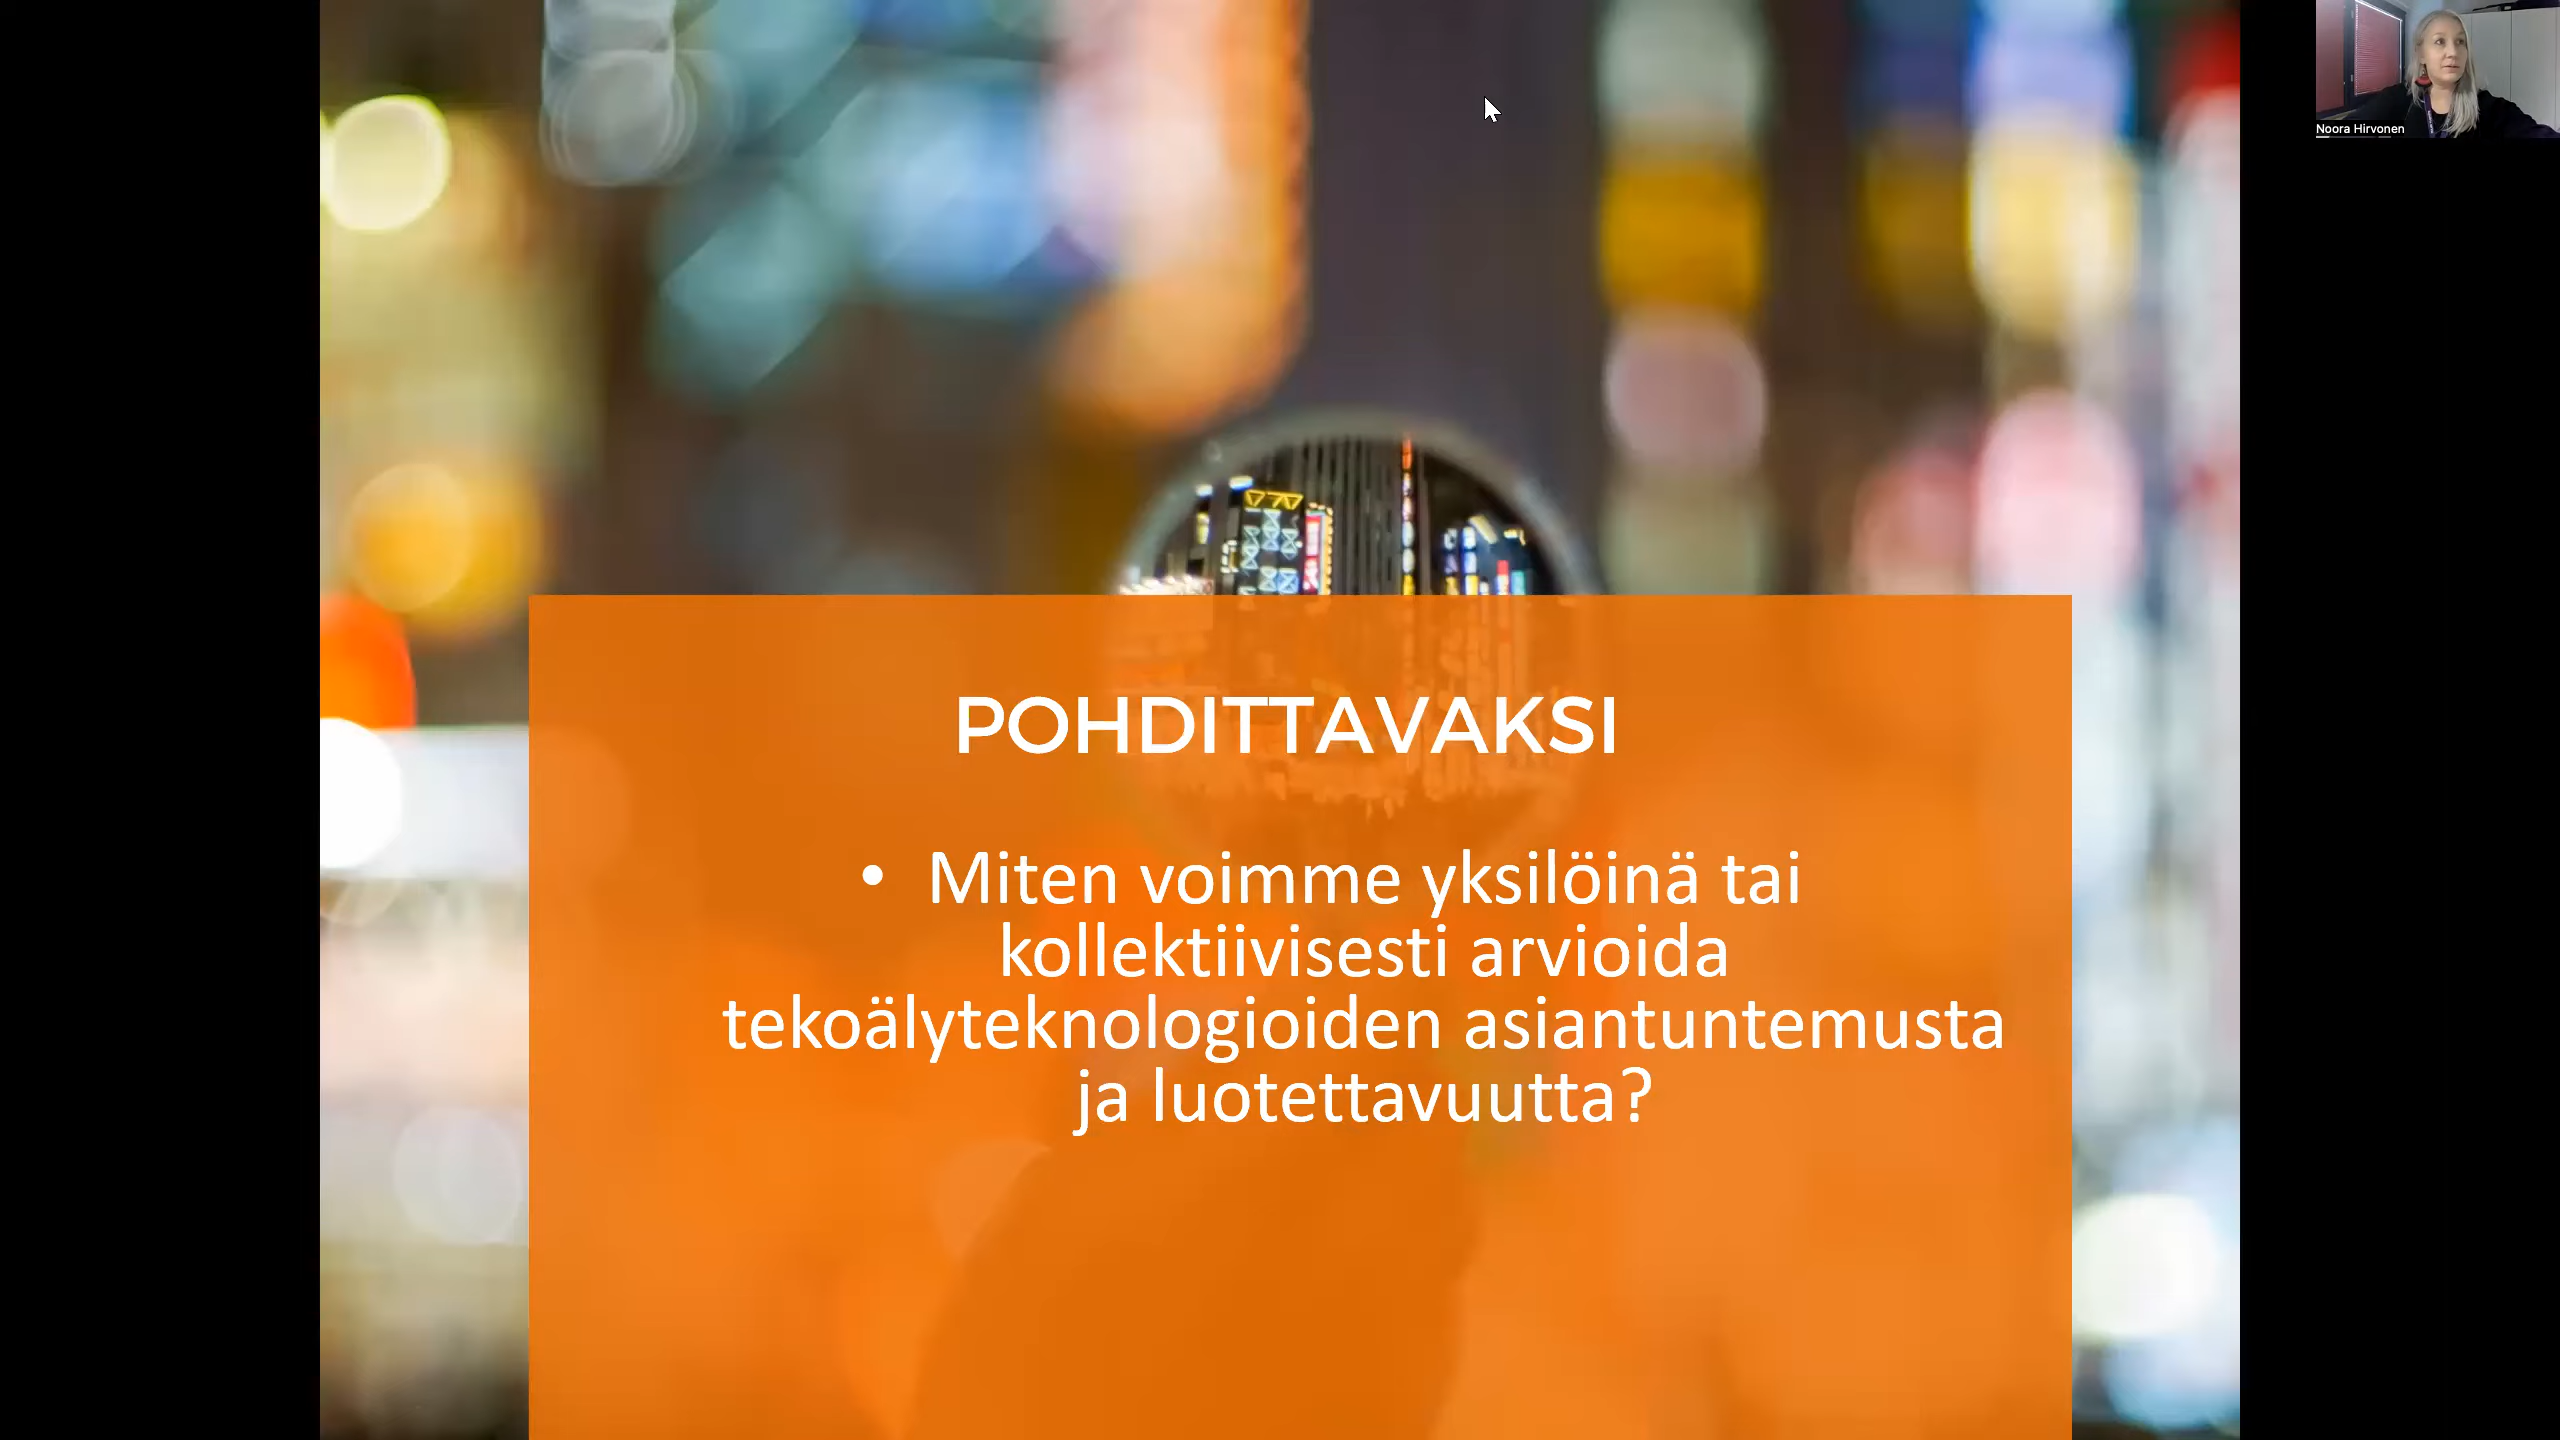 Noora Hirvonen
POHDITTAVAKSI
• Miten voimme yksilöinä tai
kollektiivisesti arvioida
tekoälyteknologioiden asiantuntemusta
ja luotettavuutta?